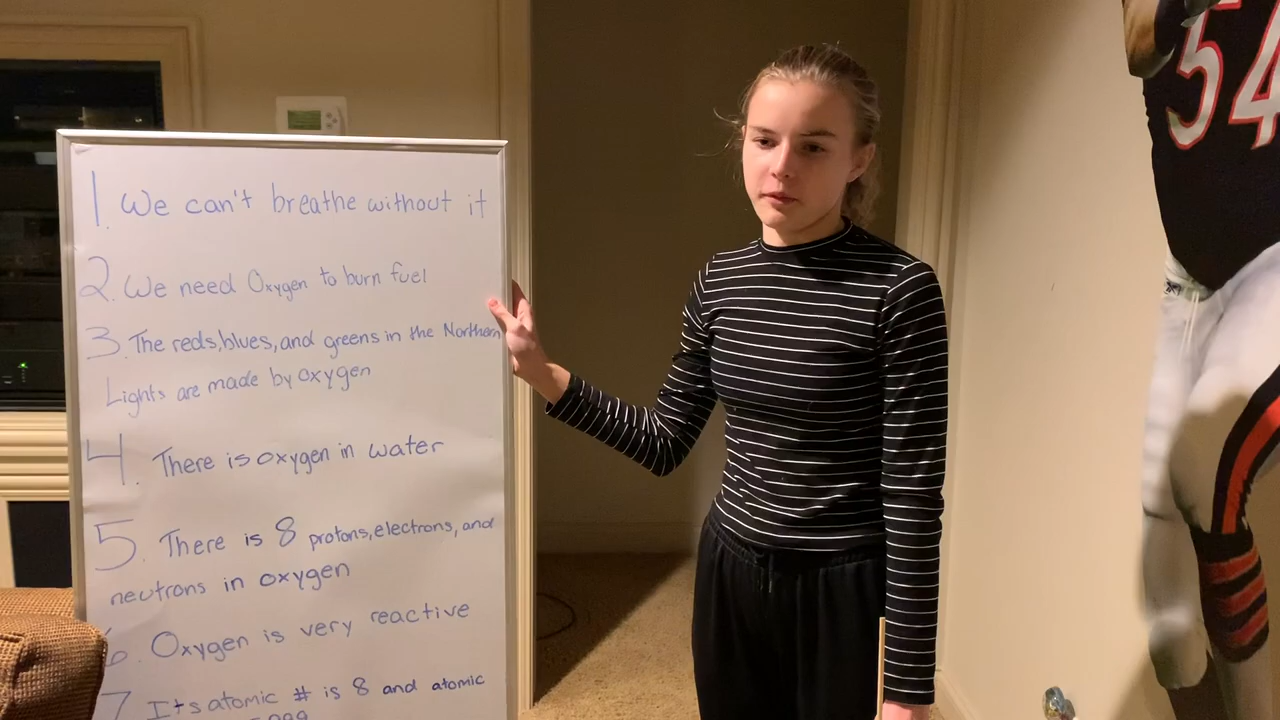 1. We can't breathe without it
2. We need Oxygen to burn fuel
3. The reds, blues, and greens in the Northern
Lights are made by oxygen
4. There is oxygen in water
5. There is 8 protons, electrons, and
neutrons in oxygen
6. Oxygen is very reactive
7 Its atomic # is 8 and atomic
54